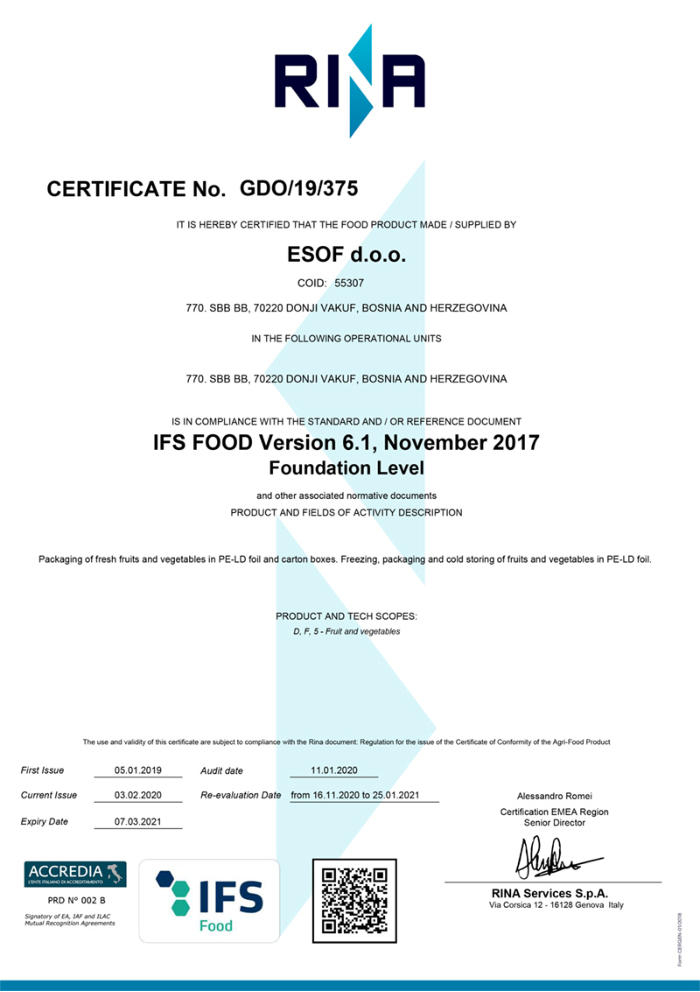 RINA
CERTIFICATE No. GDO/19/375
IT IS HEREBY CERTIFIED THAT THE FOOD PRODUCT MADE / SUPPLIED BY
ESOF d.o.o.
COID: 55307
770. SBB BB, 70220 DONJI VAKUF, BOSNIA AND HERZEGOVINA
IN THE FOLLOWING OPERATIONAL UNITS
770. SBB BB, 70220 DONJI VAKUF, BOSNIA AND HERZEGOVINA
IS IN COMPLIANCE WITH THE STANDARD AND / OR REFERENCE DOCUMENT
IFS FOOD Version 6.1, November 2017
Foundation Level
and other associated normative documents
PRODUCT AND FIELDS OF ACTIVITY DESCRIPTION
Packaging of fresh fruits and vegetables in PE-LD foil and carton boxes. Freezing, packaging and cold storing of fruits and vegetables in PE-LD foil.
PRODUCT AND TECH SCOPES:
D, F, 5 - Fruit and vegetables
The use and validity of this certificate are subject to compliance with the Rina document: Regulation for the issue of the Certificate of Conformity of the Agri-Food Product
First Issue 05.01.2019 Audit date 11.01.2020
Current Issue 03.02.2020 Re-evaluation Date from 16.11.2020 to 25.01.2021
Expiry Date 07.03.2021
Alessandro Romei
Certification EMEA Region
Senior Director
ACCREDIA
L'ENTE ITALIANO DI ACCREDITAMENTO
PRD N° 002 B
Signatory of EA, IAF and ILAC
Mutual Recognition Agreements
IFS
Food
RINA Services S.p.A.
Via Corsica 12 - 16128 Genova Italy